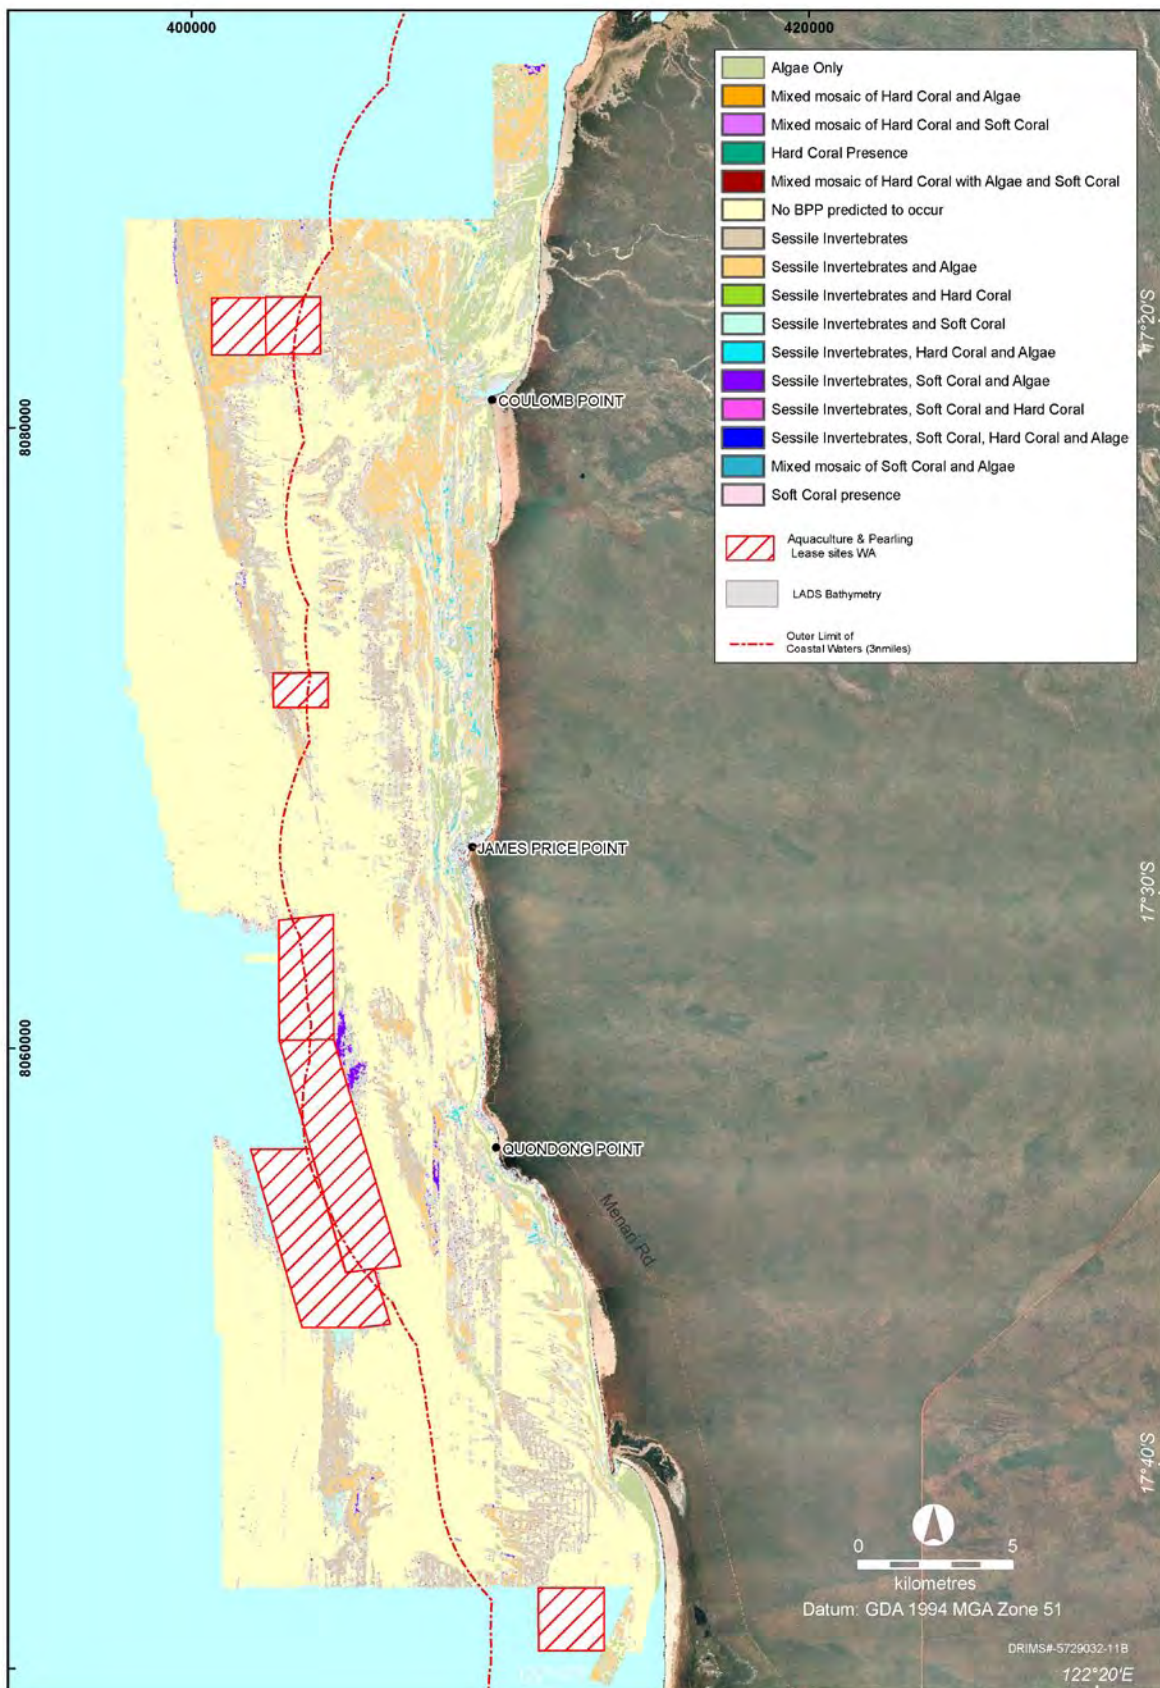 400000
420000
Algae Only
Mixed mosaic of Hard Coral and Algae
Mixed mosaic of Hard Coral and Soft Coral
Hard Coral Presence
Mixed mosaic of Hard Coral with Algae and Soft Coral
No BPP predicted to occur
Sessile Invertebrates
Sessile Invertebrates and Algae
Sessile Invertebrates and Hard Coral
Sessile Invertebrates and Soft Coral
Sessile Invertebrates, Hard Coral and Algae
Sessile Invertebrates, Soft Coral and Algae
Sessile Invertebrates, Soft Coral and Hard Coral
Sessile Invertebrates, Soft Coral, Hard Coral and Alage
Mixed mosaic of Soft Coral and Algae
Soft Coral presence
Aquaculture & Pearling
Lease sites WA
LADS Bathymetry
Outer Limit of
Coastal Waters (3nmiles)
17°20'S
COULOMB POINT
8080000
JAMES PRICE POINT
17°30'S
8060000
QUONDONG POINT
Manari Rd
17°40'S
0 5
kilometres
Datum: GDA 1994 MGA Zone 51
DRIMS#-5729032-11B
122°20'E